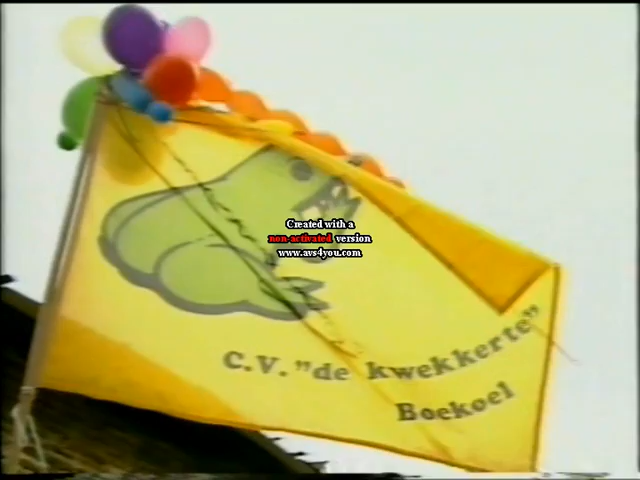 Created with a
non-activated version
www.avs4you.com
C.V. "de kwekkerte"
Boekoel